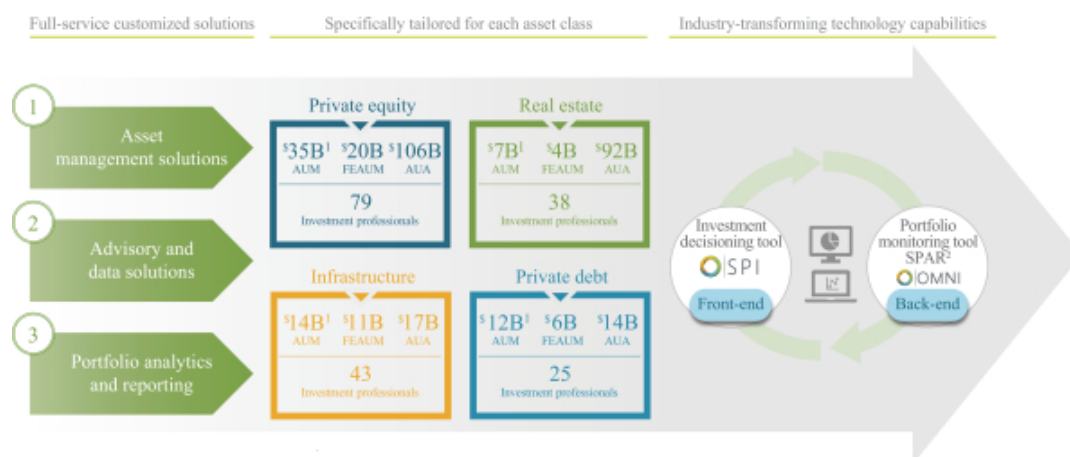 Full-service customized solutions
Specifically tailored for each asset class
Industry-transforming technology capabilities
1
Asset
management solutions
2
Advisory and
data solutions
3
Portfolio analytics
and reporting
Private equity
$35B¹ $20B $106B
AUM FEAUM AUA
79
Investment professionals
Real estate
$7B¹ $4B $92B
AUM FEAUM AUA
38
Investment professionals
Infrastructure
$14B¹ $11B $17B
AUM FEAUM AUA
43
Investment professionals
Private debt
$12B¹ $6B $14B
AUM FEAUM AUA
25
Investment professionals
Investment
decisioning tool
SPI
Front-end
Portfolio
monitoring tool
SPAR²
OMNI
Back-end